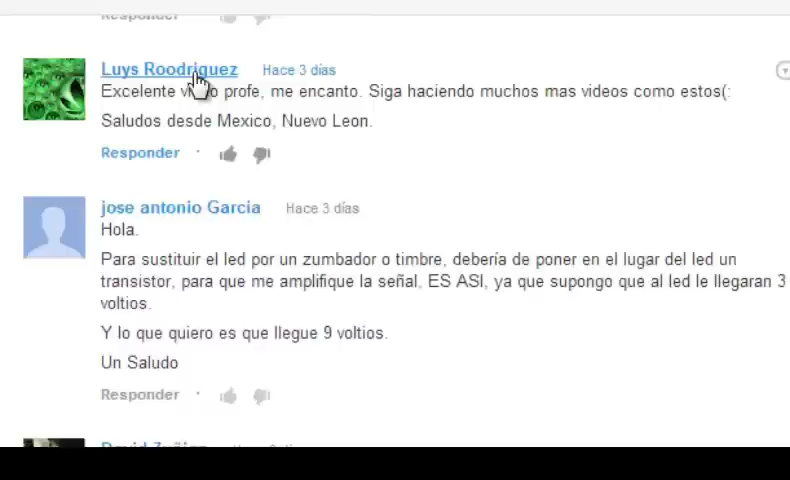 Responder
Luys Roodriguez Hace 3 días
Excelente profe, me encanto. Siga haciendo muchos mas videos como estos(:
Saludos desde Mexico, Nuevo Leon.
Responder ·
jose antonio Garcia Hace 3 días
Hola.
Para sustituir el led por un zumbador o timbre, debería de poner en el lugar del led un
transistor, para que me amplifique la señal, ES ASI, ya que supongo que al led le llegaran 3
voltios.
Y lo que quiero es que llegue 9 voltios.
Un Saludo
Responder ·